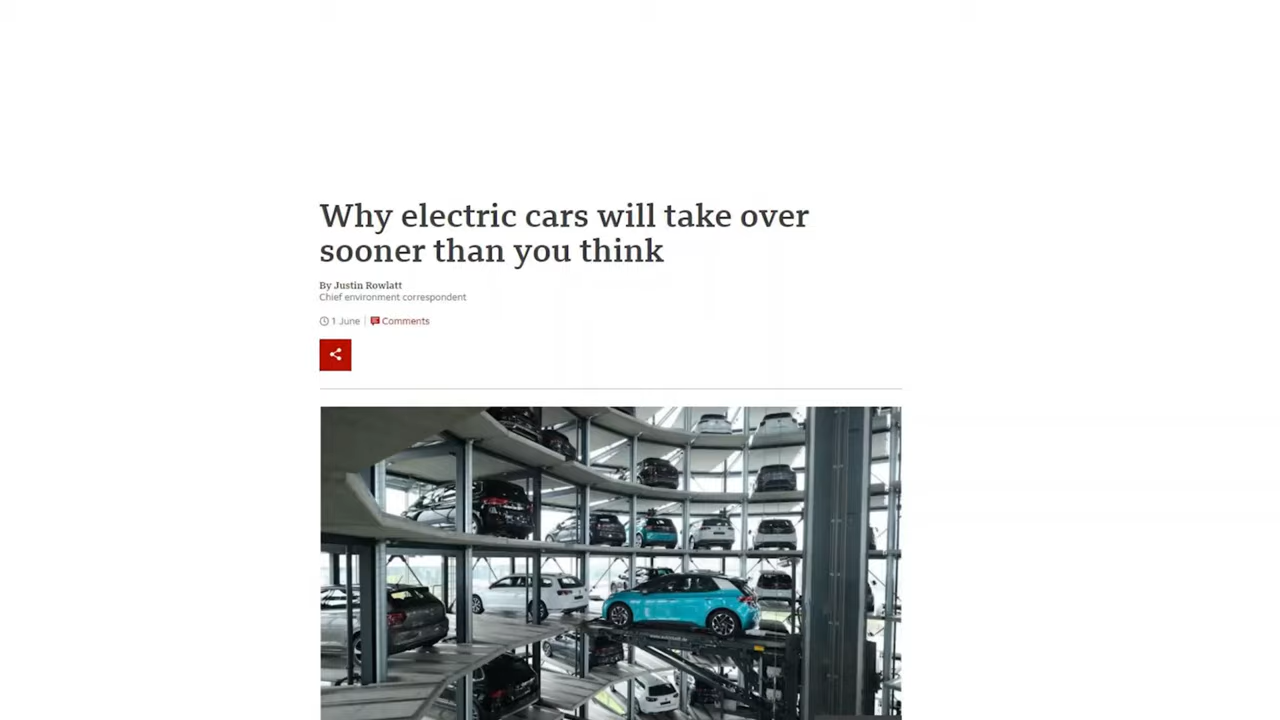 Why electric cars will take over
sooner than you think
By Justin Rowlatt
Chief environment correspondent
1 June
Comments